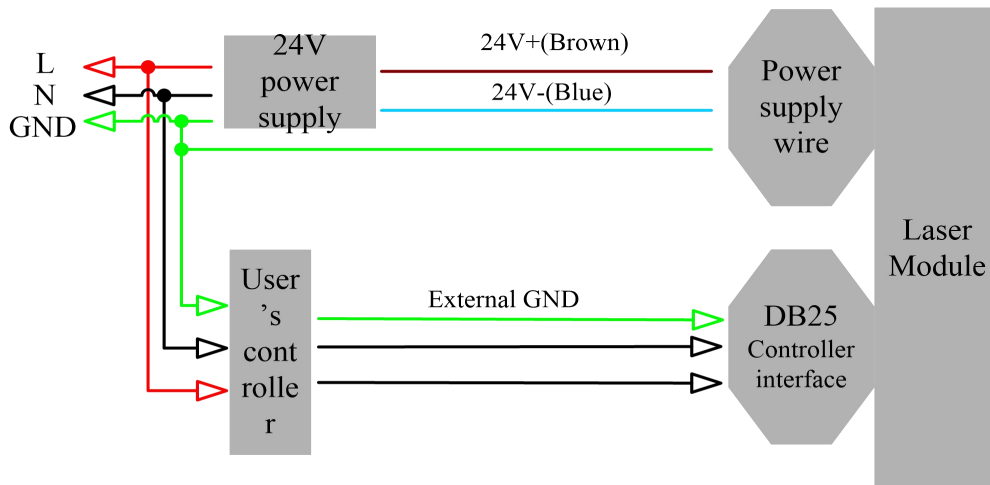 L
N
GND
24V
power
supply
24V+(Brown)
24V-(Blue)
Power
supply
wire
Laser
Module
User
’s
cont
rolle
r
External GND
DB25
Controller
interface